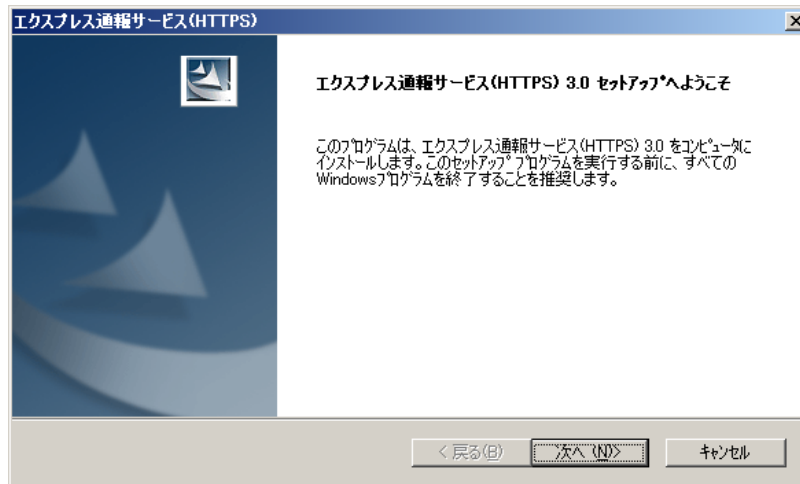 エクスプレス通報サービス(HTTPS)
エクスプレス通報サービス(HTTPS) 3.0 ｾｯﾄｱｯﾌﾟへようこそ
このﾌﾟﾛｸﾞﾗﾑは、エクスプレス通報サービス(HTTPS) 3.0 をｺﾝﾋﾟｭｰﾀに
ｲﾝｽﾄｰﾙします。このｾｯﾄｱｯﾌﾟ ﾌﾟﾛｸﾞﾗﾑを実行する前に、すべての
Windowsﾌﾟﾛｸﾞﾗﾑを終了することを推奨します。
< 戻る(B) 次へ (N)> ｷｬﾝｾﾙ